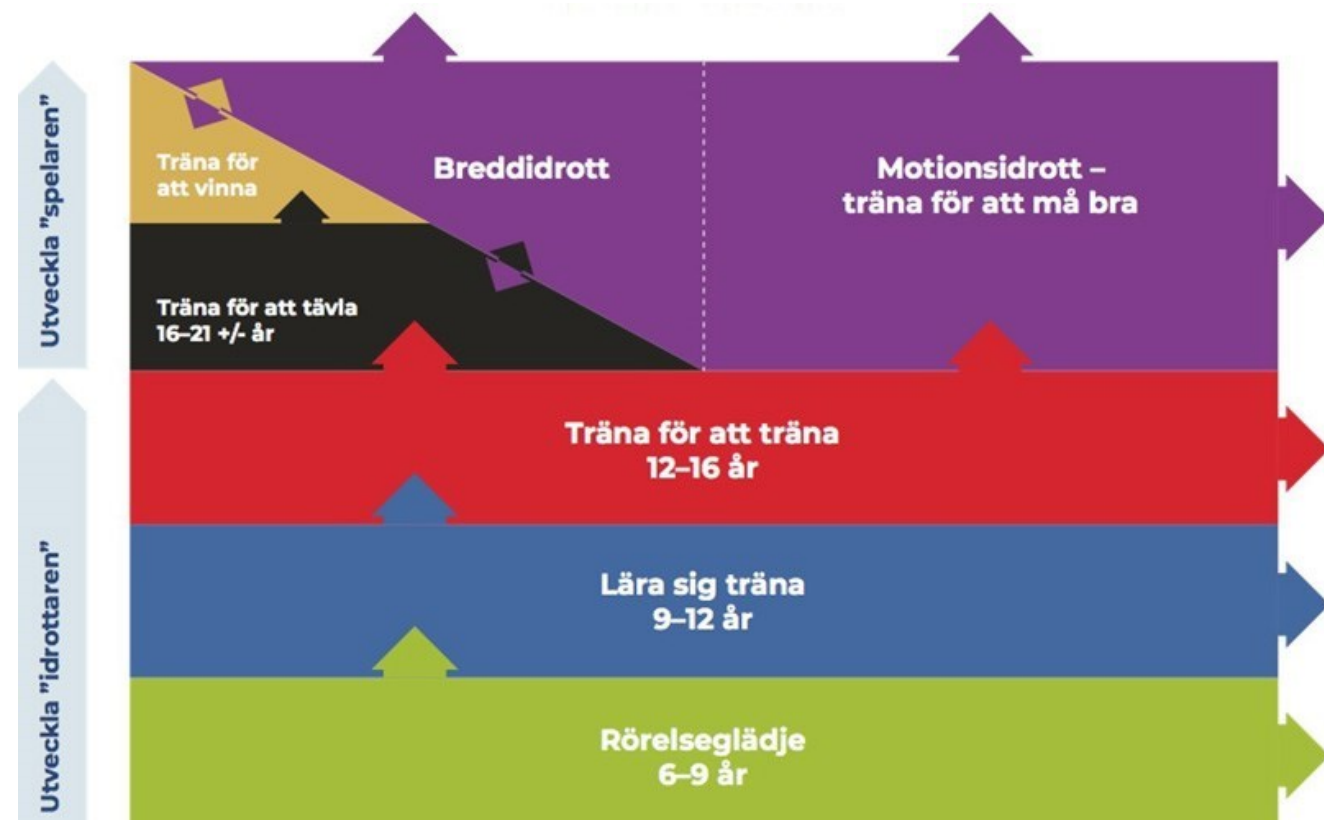 Utveckla "spelaren"
Träna för
att vinna
Breddidrott
Motionsidrott –
träna för att må bra
Träna för att tävla
16–21 +/- år
Utveckla "idrottaren"
Träna för att träna
12–16 år
Lära sig träna
9–12 år
Rörelseglädje
6–9 år